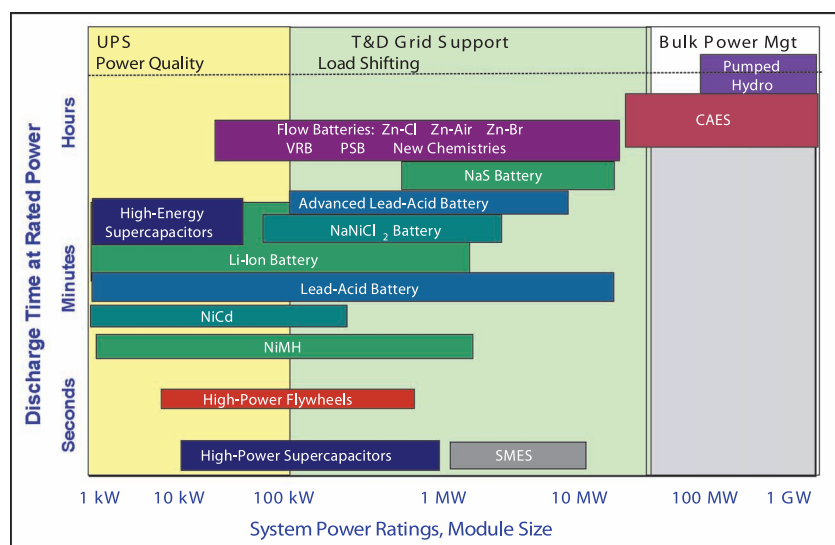 UPS
Power Quality
T&D Grid Support
Load Shifting
Bulk Power Mgt
Pumped
Hydro
CAES
Flow Batteries: Zn-Cl Zn-Air Zn-Br
VRB PSB New Chemistries
NaS Battery
Advanced Lead-Acid Battery
High-Energy
Supercapacitors
NaNiCl2 Battery
Li-Ion Battery
Lead-Acid Battery
NiCd
NiMH
High-Power Flywheels
High-Power Supercapacitors
SMES
Discharge Time at Rated Power
Hours
Minutes
Seconds
1 kW 10 kW 100 kW 1 MW 10 MW 100 MW 1 GW
System Power Ratings, Module Size